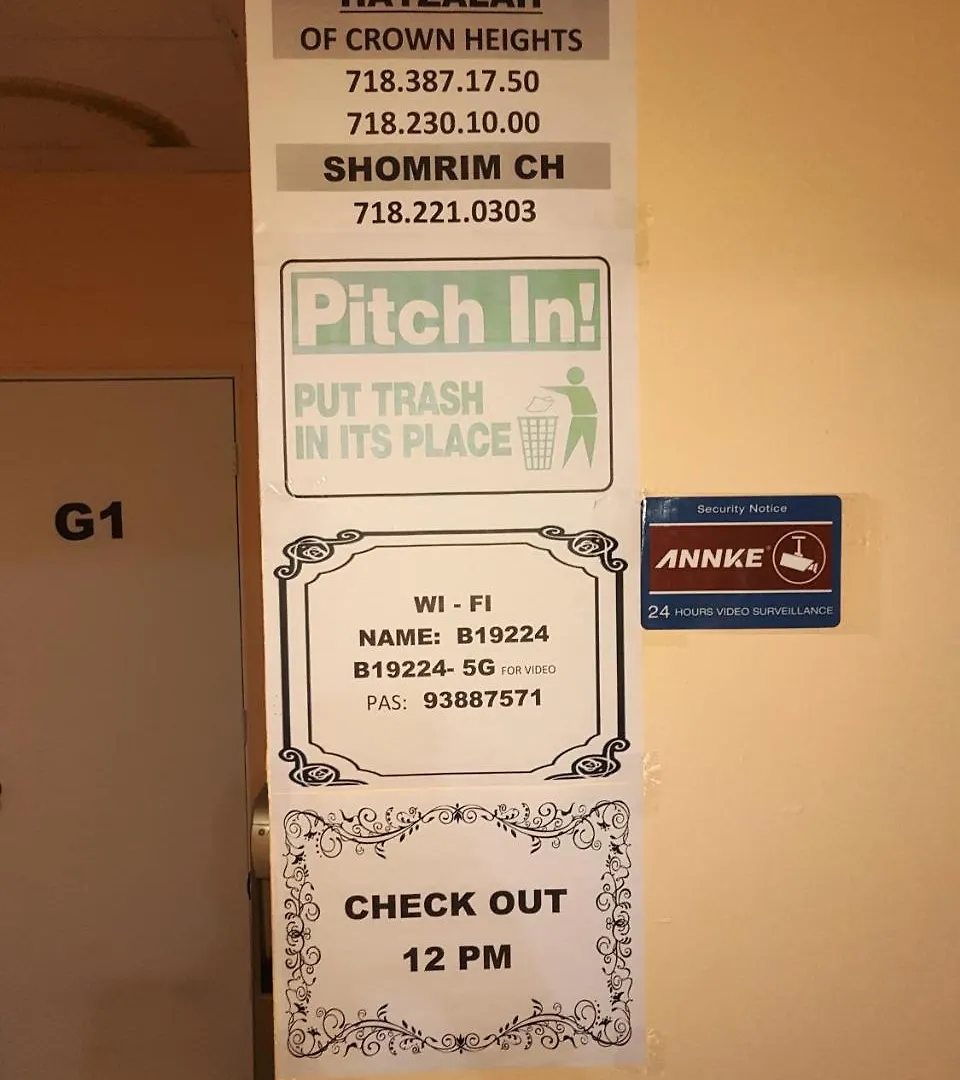 HATZALAH
OF CROWN HEIGHTS
718.387.17.50
718.230.10.00
SHOMRIM CH
718.221.0303
Pitch In!
PUT TRASH
IN ITS PLACE
G1
Security Notice
ANNKE
24 HOURS VIDEO SURVEILLANCE
WI - FI
NAME: B19224
B19224- 5G FOR VIDEO
PAS: 93887571
CHECK OUT
12 PM